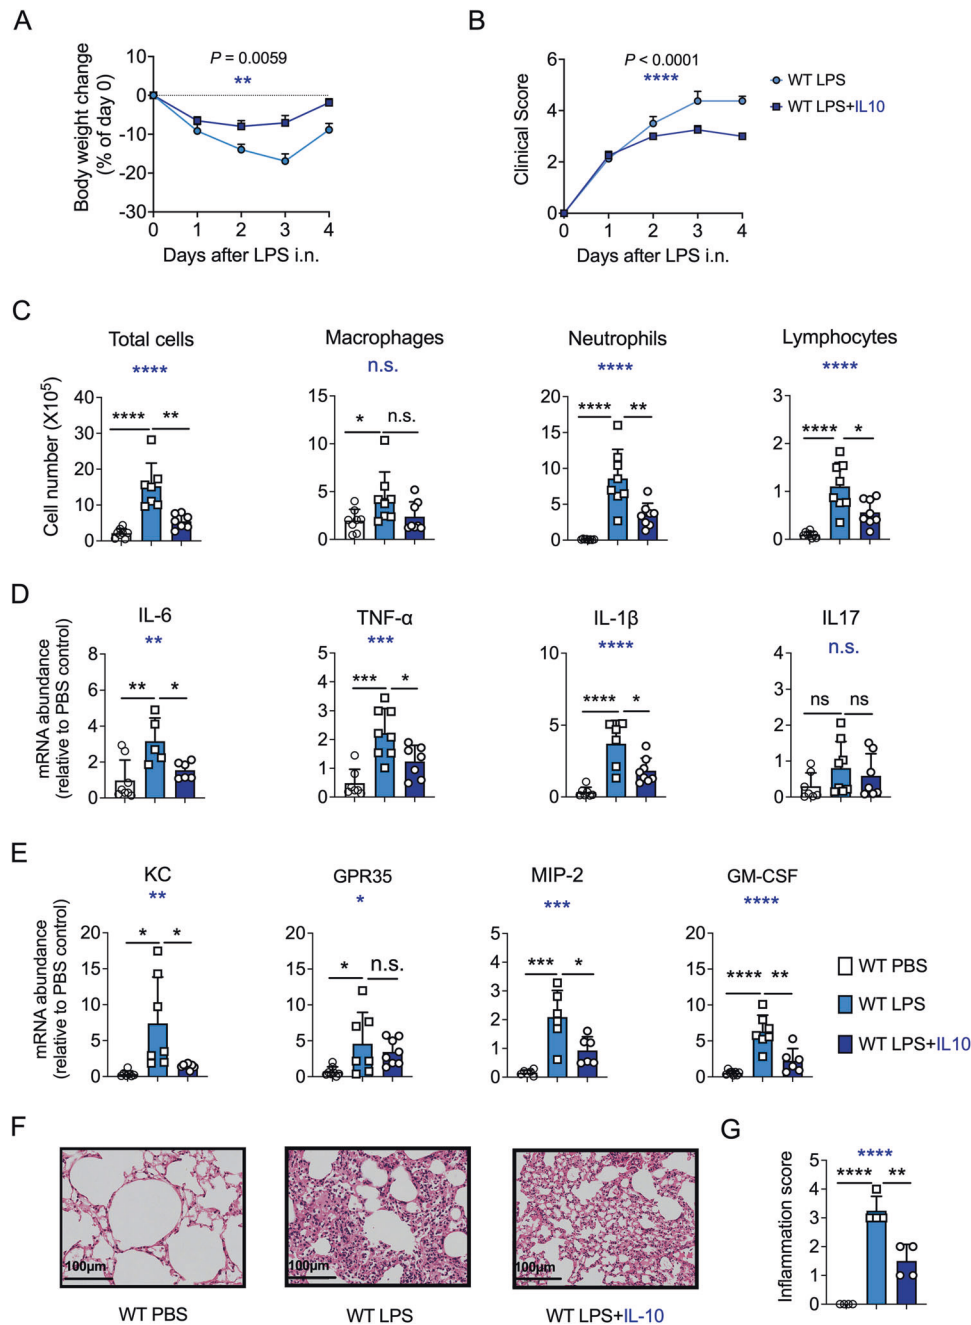 A
P = 0.0059
**
Body weight change
(% of day 0)
10
0
-10
-20
-30
0 1 2 3 4
Days after LPS i.n.
B
P < 0.0001
****
Clinical Score
6
4
2
0
0 1 2 3 4
Days after LPS i.n.
WT LPS
WT LPS+IL10
C
Total cells
****
Cell number (X10⁵)
40
30
20
10
0
**** **
Macrophages
n.s.
15
10
5
0
* n.s.
Neutrophils
****
20
15
10
5
0
**** **
Lymphocytes
****
3
2
1
0
**** *
D
IL-6
**
mRNA abundance
(relative to PBS control)
8
6
4
2
0
** *
TNF-α
***
5
4
3
2
1
0
*** *
IL-1β
****
10
5
0
**** *
IL17
n.s.
4
3
2
1
0
ns ns
E
KC
**
mRNA abundance
(relative to PBS control)
20
15
10
5
0
* *
GPR35
*
20
15
10
5
0
* n.s.
MIP-2
***
5
4
3
2
1
0
*** *
GM-CSF
****
20
15
10
5
0
**** **
WT PBS
WT LPS
WT LPS+IL10
F
100μm
WT PBS
100μm
WT LPS
100μm
WT LPS+IL-10
G
****
**** **
Inflammation score
5
4
3
2
1
0